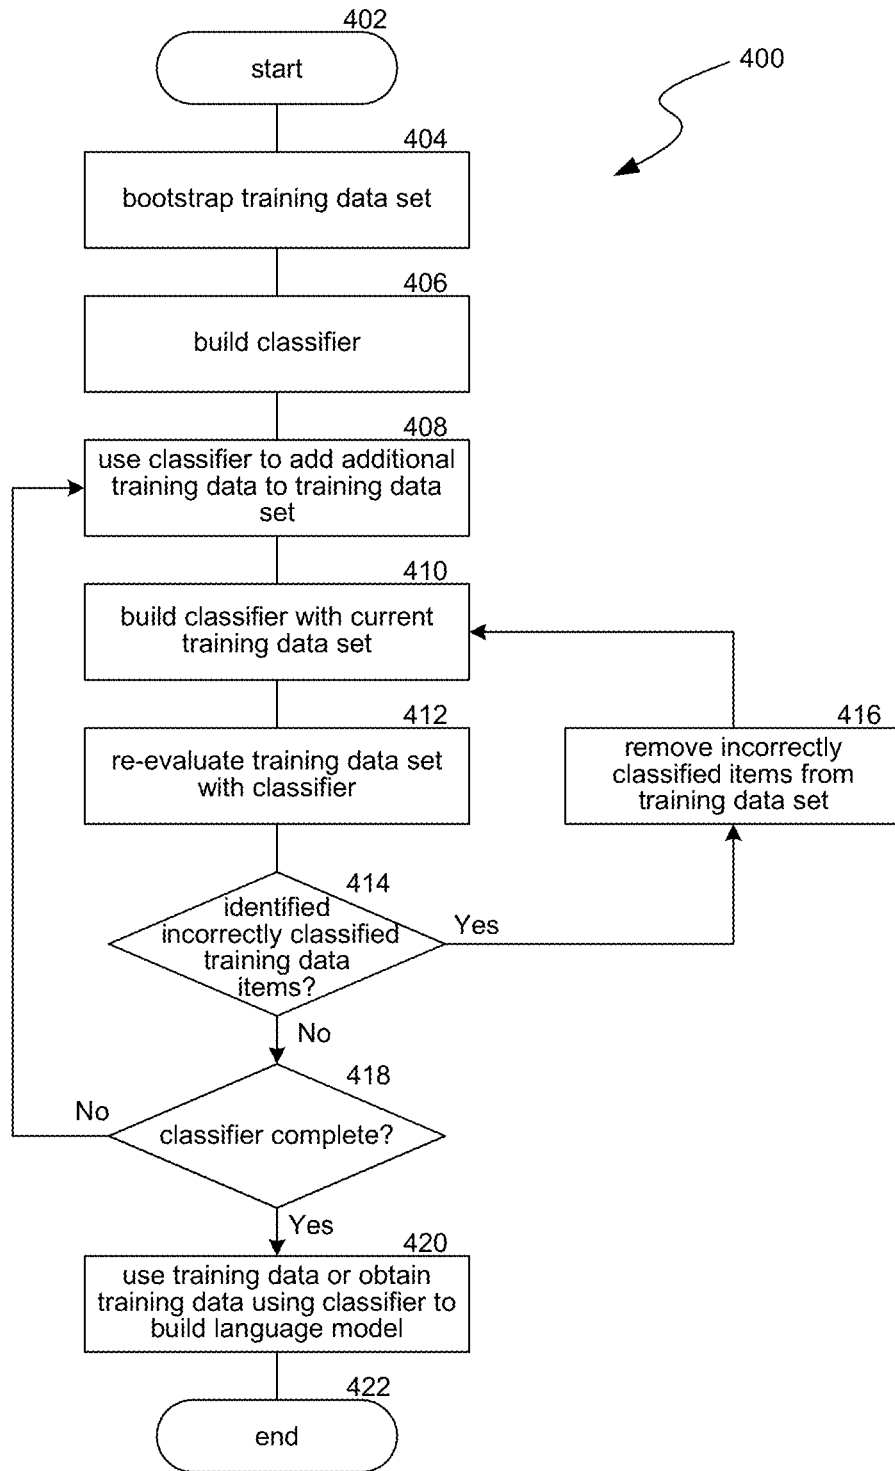 402
start
400
404
bootstrap training data set
406
build classifier
408
use classifier to add additional
training data to training data
set
410
build classifier with current
training data set
412
re-evaluate training data set
with classifier
416
remove incorrectly
classified items from
training data set
414
identified
incorrectly classified
training data
items?
Yes
No
418
No
classifier complete?
Yes
420
use training data or obtain
training data using classifier to
build language model
422
end